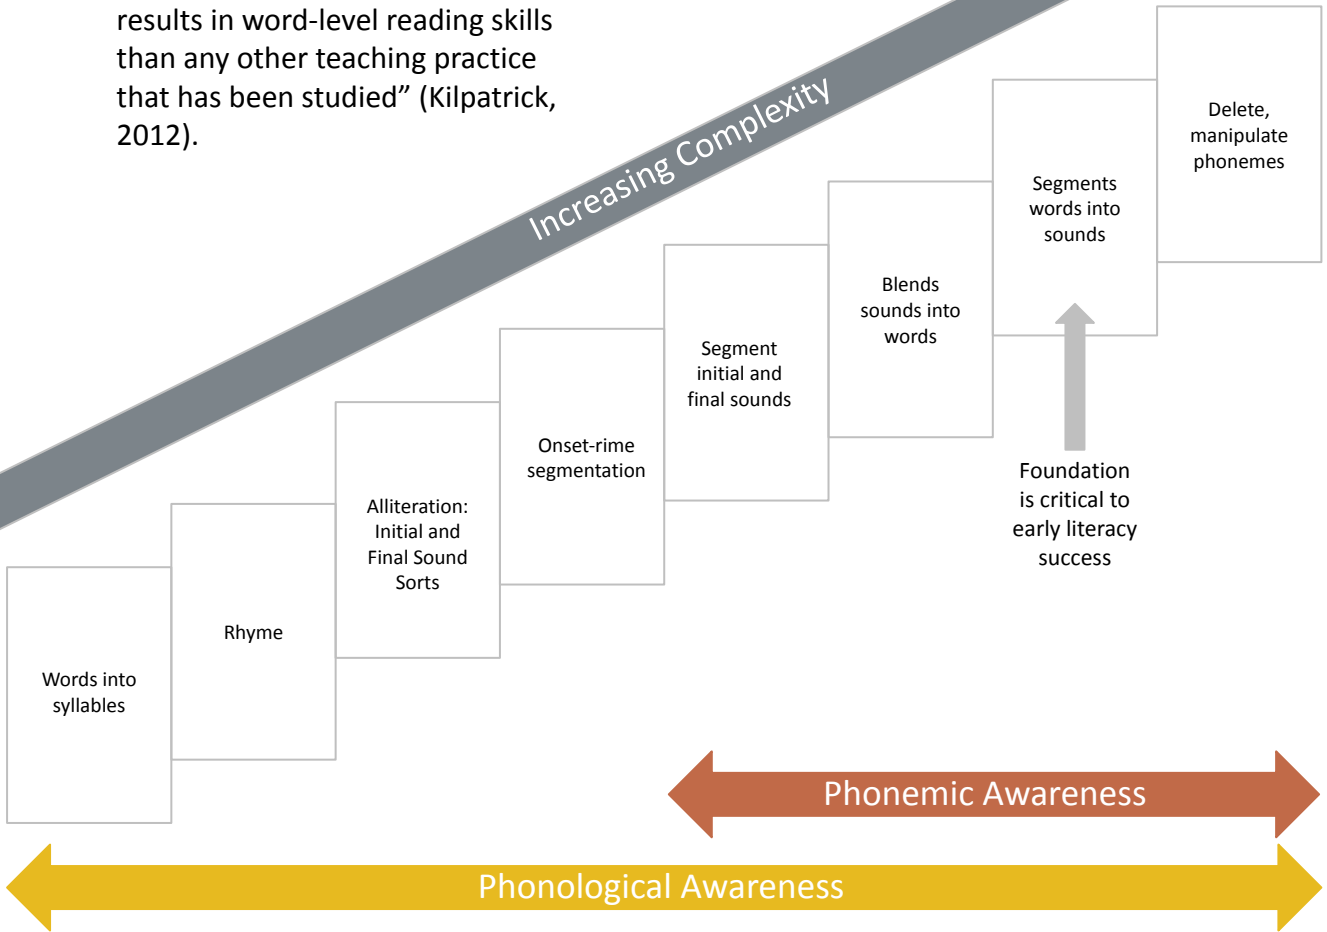 results in word-level reading skills
than any other teaching practice
that has been studied” (Kilpatrick,
2012).
Increasing Complexity
Words into
syllables
Rhyme
Alliteration:
Initial and
Final Sound
Sorts
Onset-rime
segmentation
Segment
initial and
final sounds
Blends
sounds into
words
Segments
words into
sounds
Delete,
manipulate
phonemes
Foundation
is critical to
early literacy
success
Phonemic Awareness
Phonological Awareness